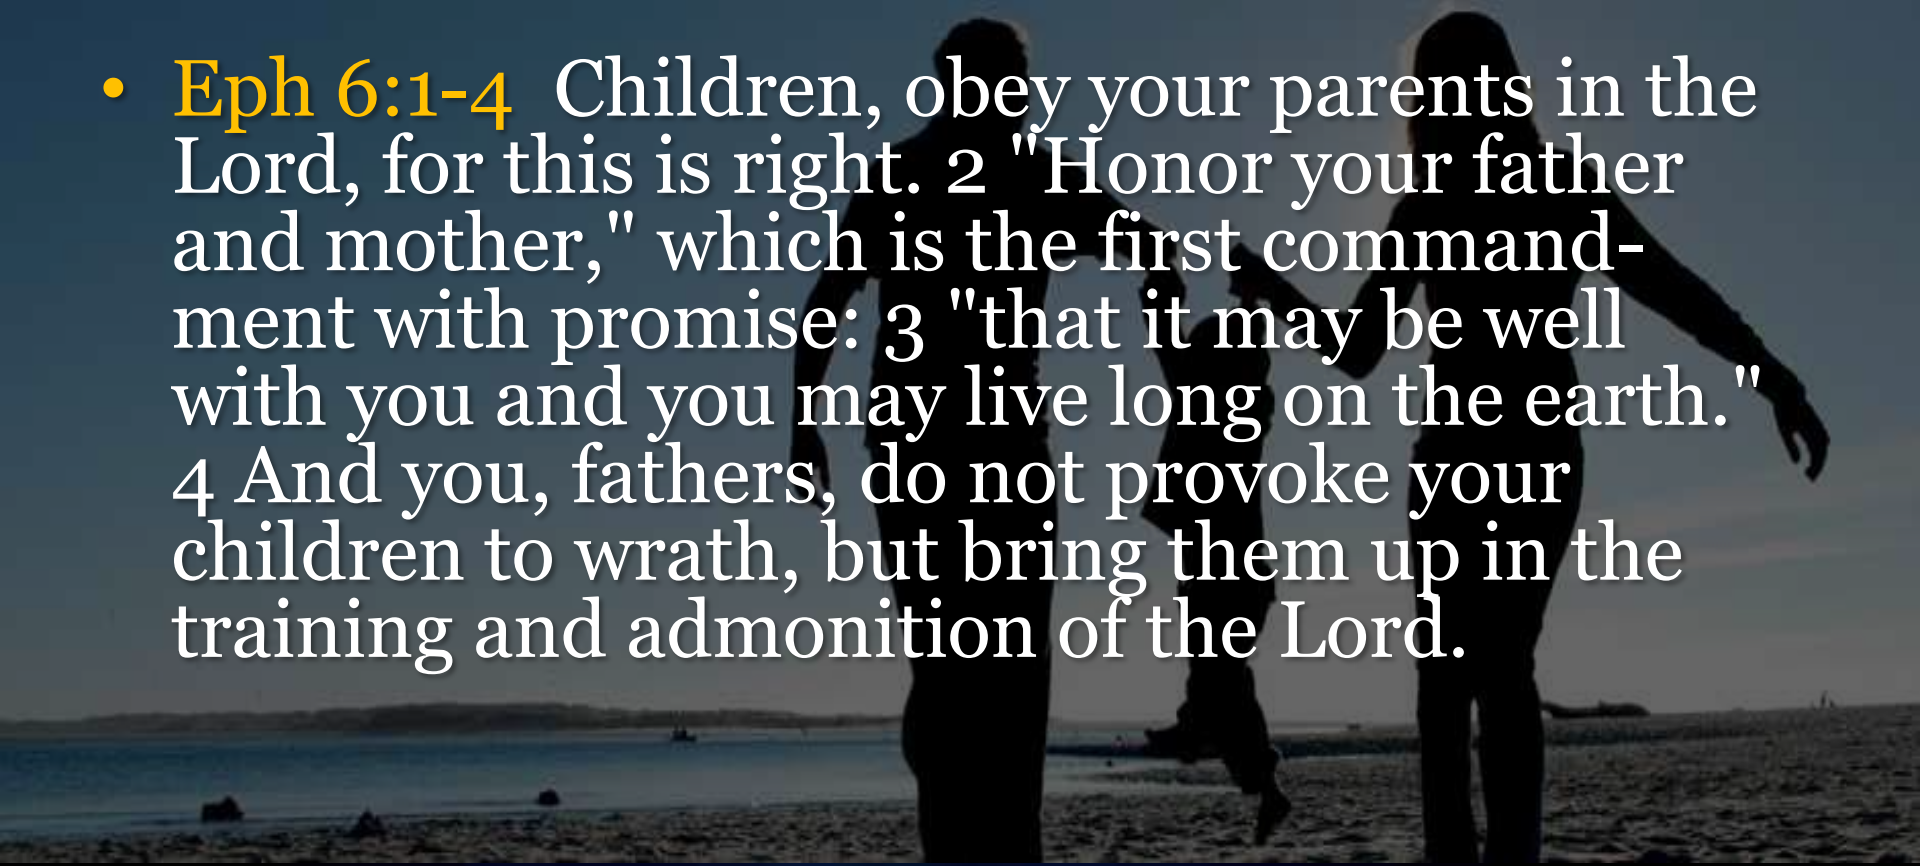 • Eph 6:1-4 Children, obey your parents in the
Lord, for this is right. 2 "Honor your father
and mother," which is the first command-
ment with promise: 3 "that it may be well
with you and you may live long on the earth."
4 And you, fathers, do not provoke your
children to wrath, but bring them up in the
training and admonition of the Lord.